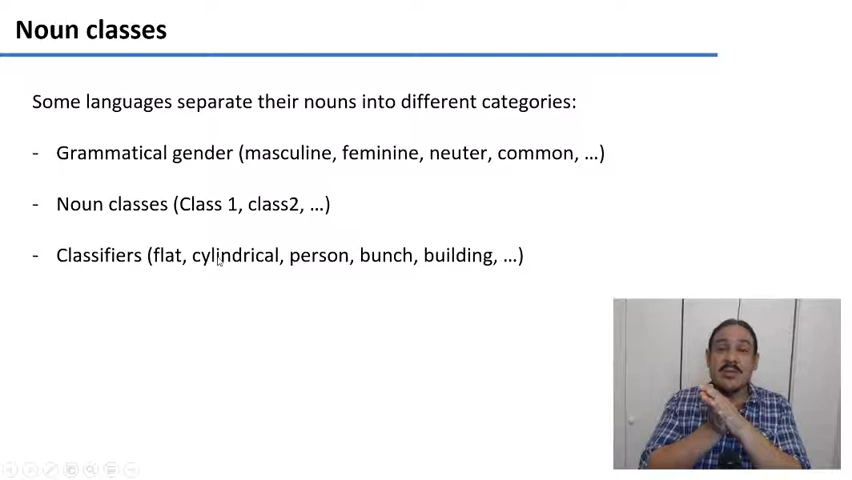 Noun classes
Some languages separate their nouns into different categories:
- Grammatical gender (masculine, feminine, neuter, common, …)
- Noun classes (Class 1, class2, …)
- Classifiers (flat, cylindrical, person, bunch, building, …)